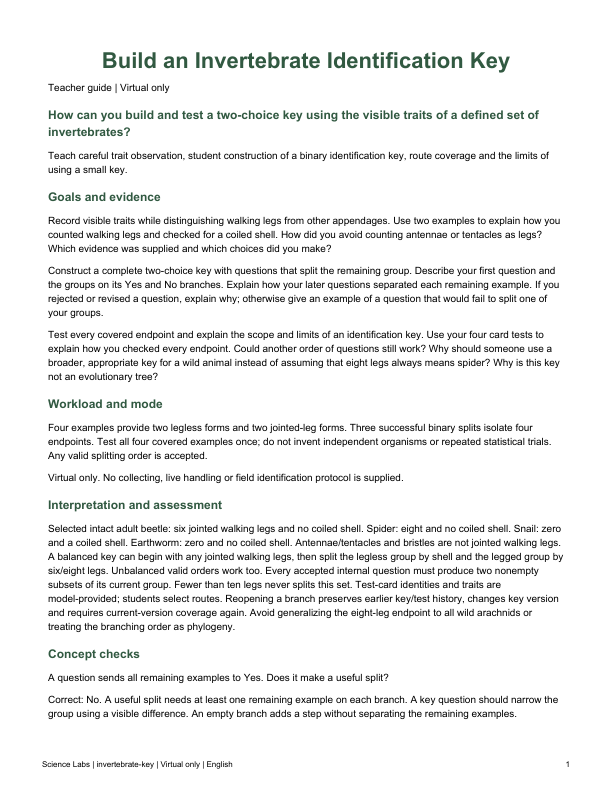 Build an Invertebrate Identification Key
Teacher guide | Virtual only
How can you build and test a two-choice key using the visible traits of a defined set of
invertebrates?
Teach careful trait observation, student construction of a binary identification key, route coverage and the limits of
using a small key.
Goals and evidence
Record visible traits while distinguishing walking legs from other appendages. Use two examples to explain how you
counted walking legs and checked for a coiled shell. How did you avoid counting antennae or tentacles as legs?
Which evidence was supplied and which choices did you make?
Construct a complete two-choice key with questions that split the remaining group. Describe your first question and
the groups on its Yes and No branches. Explain how your later questions separated each remaining example. If you
rejected or revised a question, explain why; otherwise give an example of a question that would fail to split one of
your groups.
Test every covered endpoint and explain the scope and limits of an identification key. Use your four card tests to
explain how you checked every endpoint. Could another order of questions still work? Why should someone use a
broader, appropriate key for a wild animal instead of assuming that eight legs always means spider? Why is this key
not an evolutionary tree?
Workload and mode
Four examples provide two legless forms and two jointed-leg forms. Three successful binary splits isolate four
endpoints. Test all four covered examples once; do not invent independent organisms or repeated statistical trials.
Any valid splitting order is accepted.
Virtual only. No collecting, live handling or field identification protocol is supplied.
Interpretation and assessment
Selected intact adult beetle: six jointed walking legs and no coiled shell. Spider: eight and no coiled shell. Snail: zero
and a coiled shell. Earthworm: zero and no coiled shell. Antennae/tentacles and bristles are not jointed walking legs.
A balanced key can begin with any jointed walking legs, then split the legless group by shell and the legged group by
six/eight legs. Unbalanced valid orders work too. Every accepted internal question must produce two nonempty
subsets of its current group. Fewer than ten legs never splits this set. Test-card identities and traits are
model-provided; students select routes. Reopening a branch preserves earlier key/test history, changes key version
and requires current-version coverage again. Avoid generalizing the eight-leg endpoint to all wild arachnids or
treating the branching order as phylogeny.
Concept checks
A question sends all remaining examples to Yes. Does it make a useful split?
Correct: No. A useful split needs at least one remaining example on each branch. A key question should narrow the
group using a visible difference. An empty branch adds a step without separating the remaining examples.
Science Labs | invertebrate-key | Virtual only | English
1